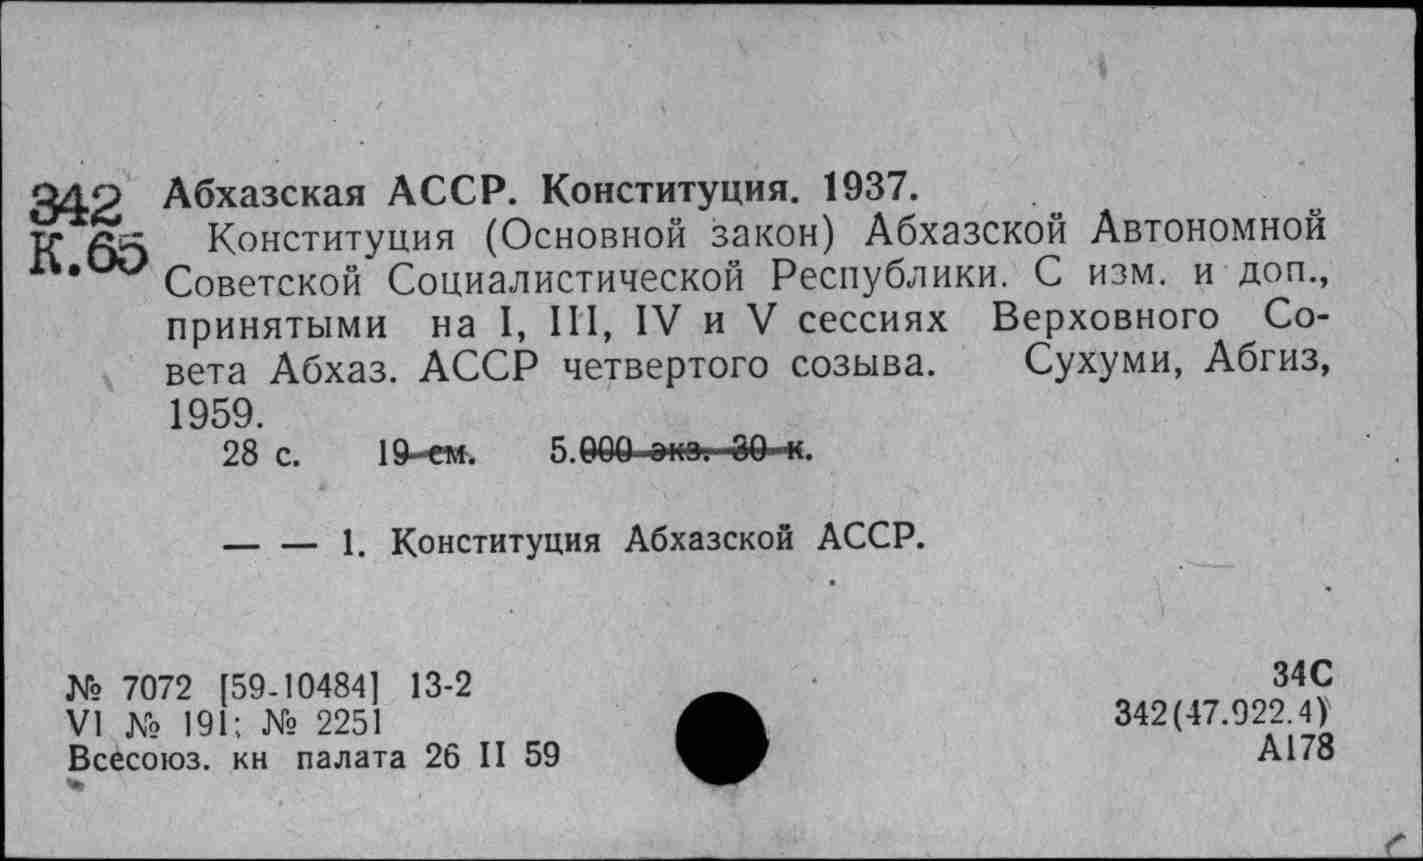 342
К.65
Абхазская АССР. Конституция. 1937.
Конституция (Основной закон) Абхазской Автономной
Советской Социалистической Республики. С изм. и доп.,
принятыми на I, III, IV и V сессиях Верховного Со-
вета Абхаз. АССР четвертого созыва. Сухуми, Абгиз,
1959.
28 с. 19 см. 5.000 экз. 30 к.
— — 1. Конституция Абхазской АССР.
№ 7072 [59-10484] 13-2
VI № 191; № 2251
Всесоюз. кн палата 26 II 59
34С
342(47.922.4)
А178